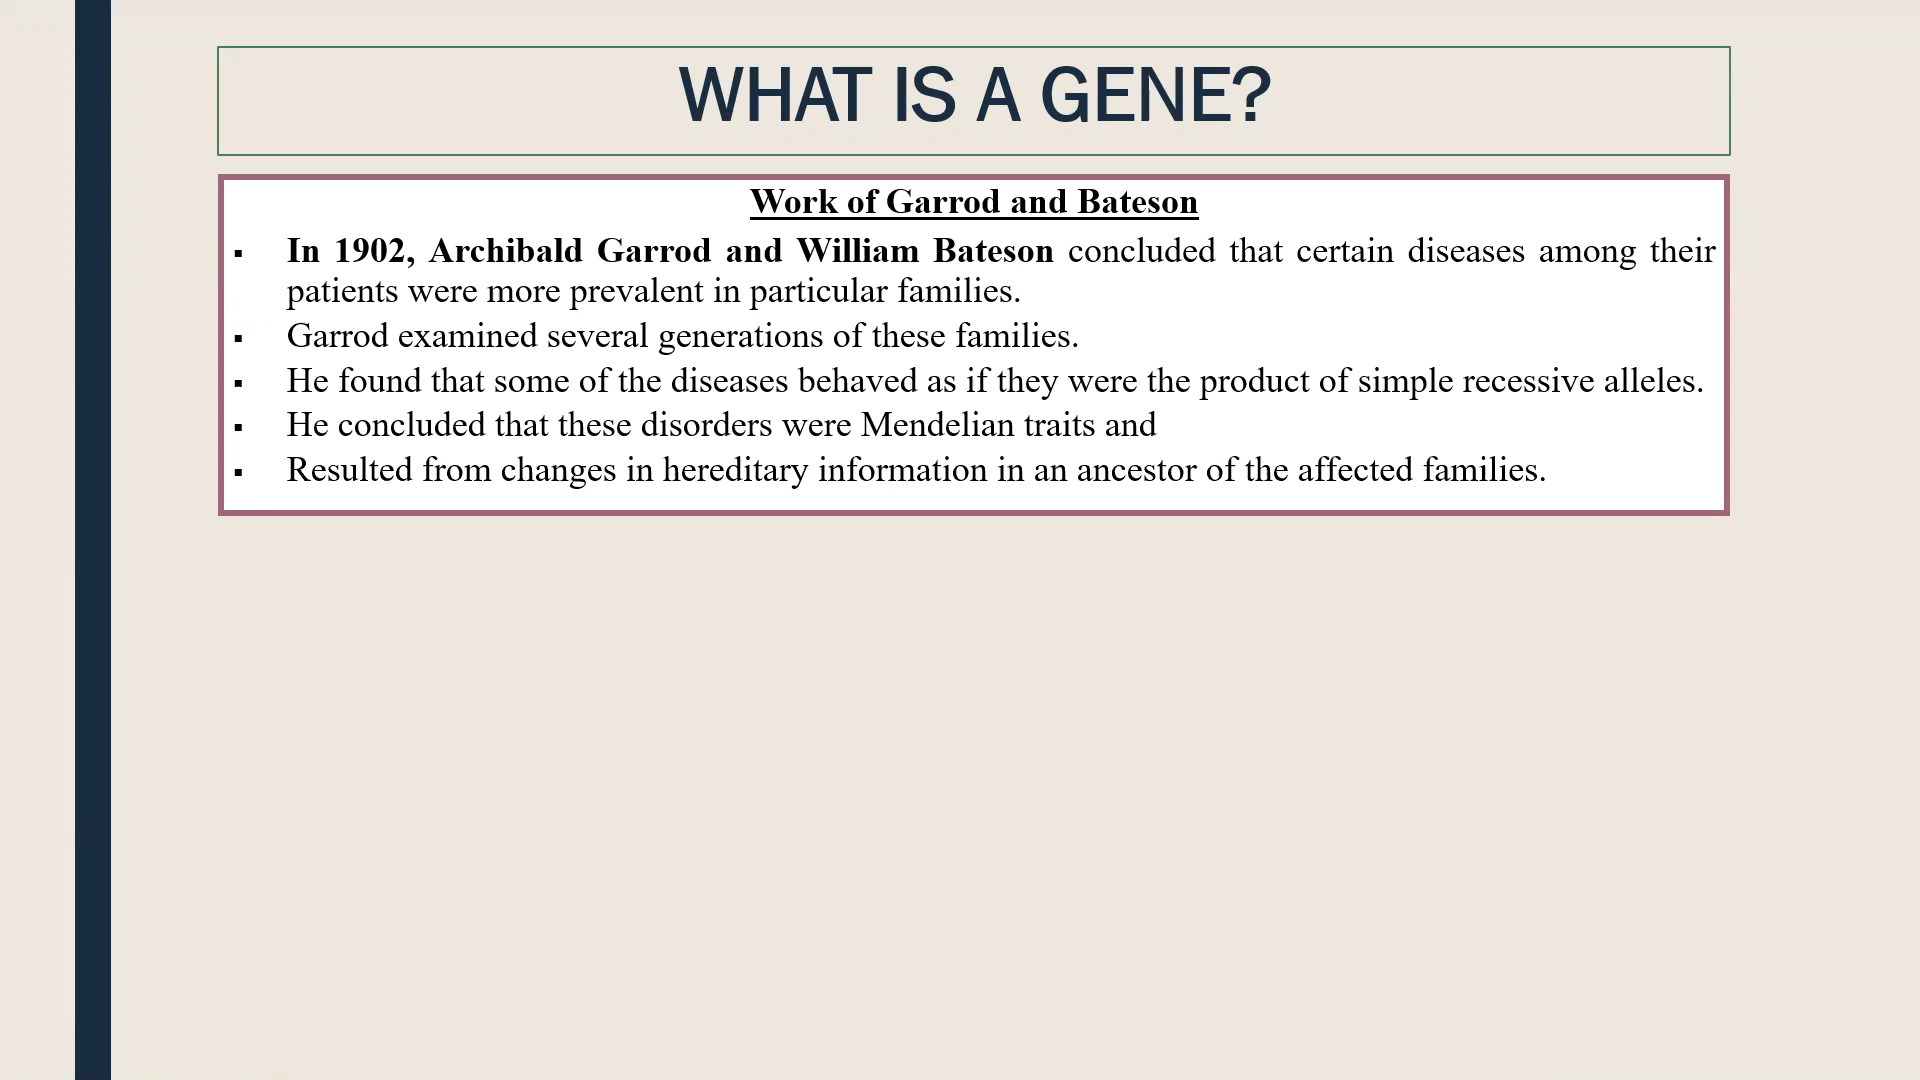 WHAT IS A GENE?
Work of Garrod and Bateson
▪ In 1902, Archibald Garrod and William Bateson concluded that certain diseases among their
patients were more prevalent in particular families.
▪ Garrod examined several generations of these families.
▪ He found that some of the diseases behaved as if they were the product of simple recessive alleles.
▪ He concluded that these disorders were Mendelian traits and
▪ Resulted from changes in hereditary information in an ancestor of the affected families.